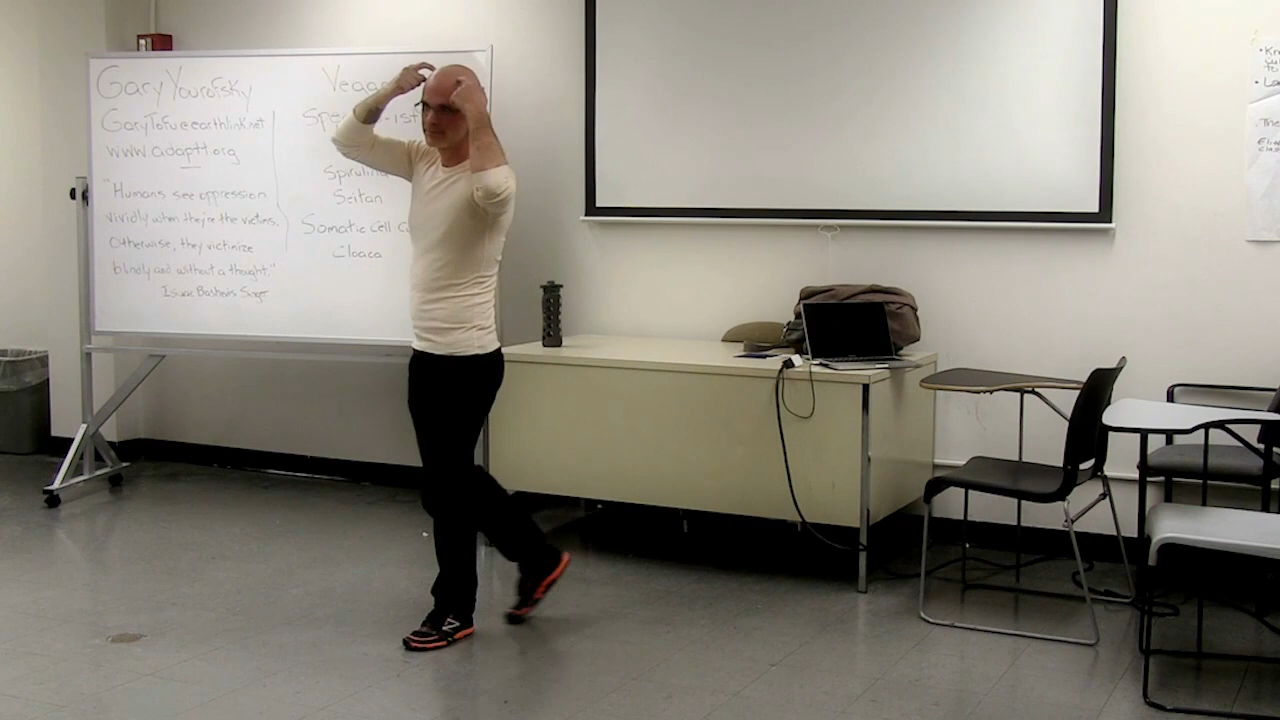 Gary Yourofsky
GaryTofu@earthlink.net
www.adaptt.org
"Humans see oppression
vividly when they're the victims.
Otherwise, they victimize
blindly and without a thought."
Isaac Bashevis Singer
Spirulina
Seitan
Somatic Cell
Cloaca
The